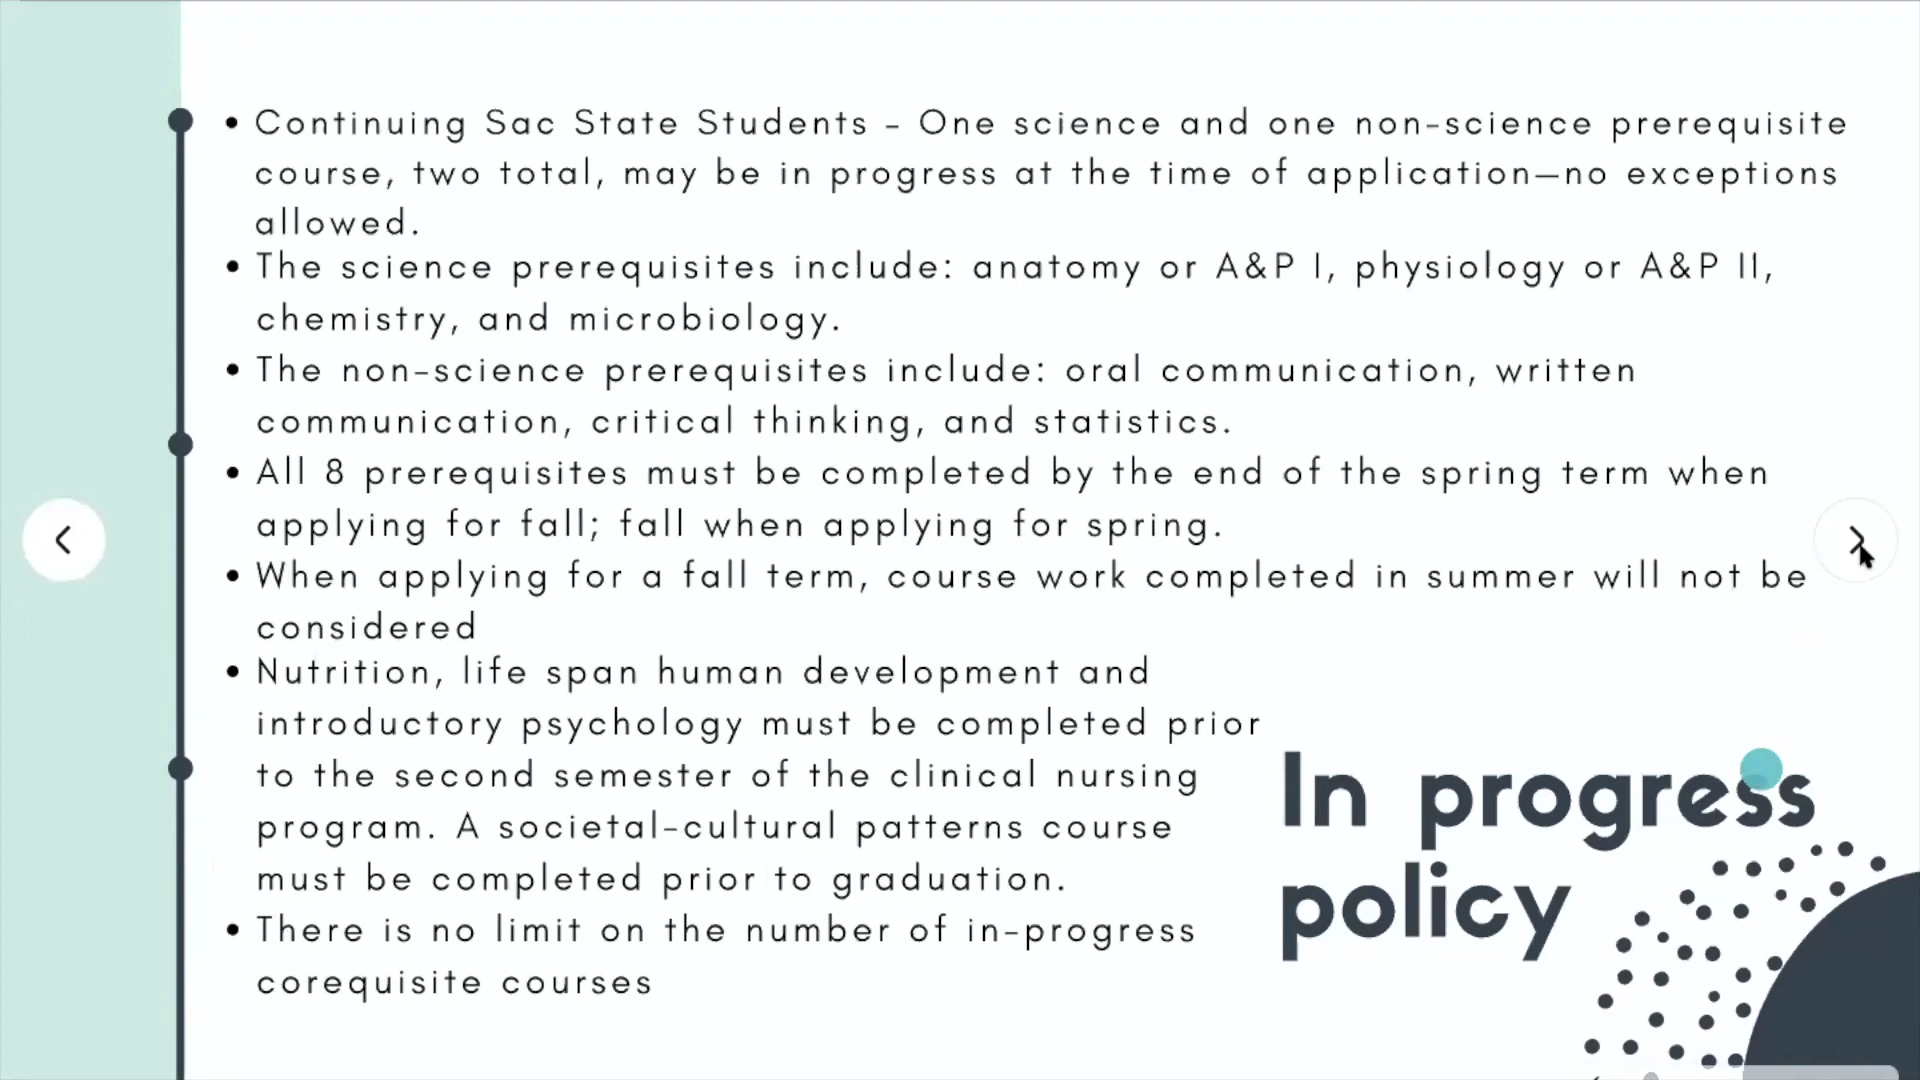 • Continuing Sac State Students - One science and one non-science prerequisite
course, two total, may be in progress at the time of application—no exceptions
allowed.
• The science prerequisites include: anatomy or A&P I, physiology or A&P II,
chemistry, and microbiology.
• The non-science prerequisites include: oral communication, written
communication, critical thinking, and statistics.
• All 8 prerequisites must be completed by the end of the spring term when
applying for fall; fall when applying for spring.
• When applying for a fall term, course work completed in summer will not be
considered
• Nutrition, life span human development and
introductory psychology must be completed prior
to the second semester of the clinical nursing
program. A societal-cultural patterns course
must be completed prior to graduation.
• There is no limit on the number of in-progress
corequisite courses
In progress
policy